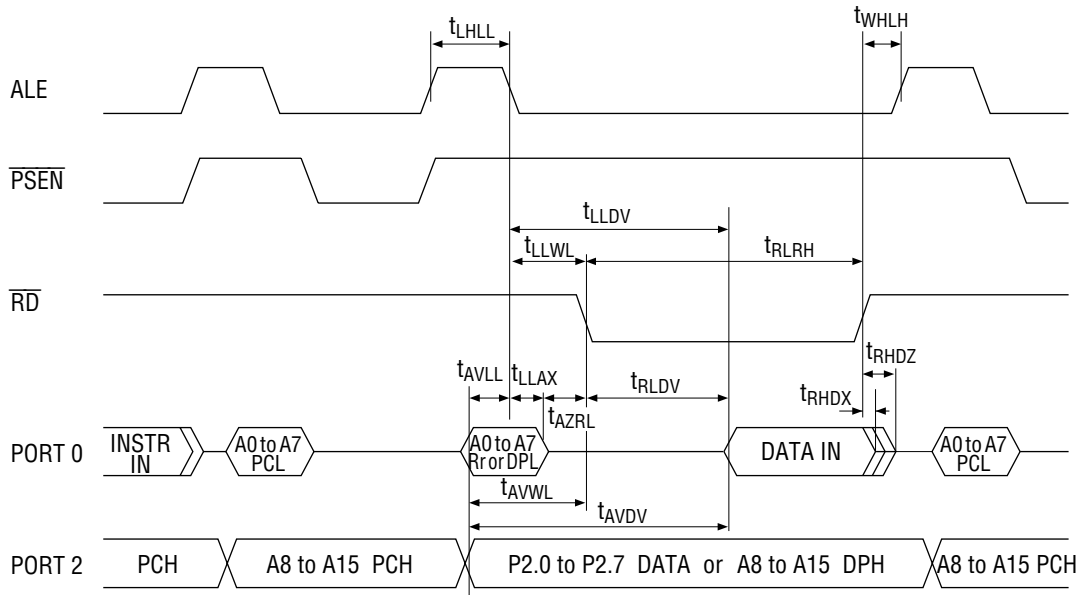 tLHLL
tWHLH
ALE
PSEN
tLLDV
tLLWL
tRLRH
RD
tRHDZ
tAVLL
tLLAX
tRLDV
tRHDX
tAZRL
PORT 0
INSTR
IN
A0 to A7
PCL
A0 to A7
Rr or DPL
DATA IN
A0 to A7
PCL
tAVWL
tAVDV
PORT 2
PCH
A8 to A15 PCH
P2.0 to P2.7 DATA or A8 to A15 DPH
A8 to A15 PCH